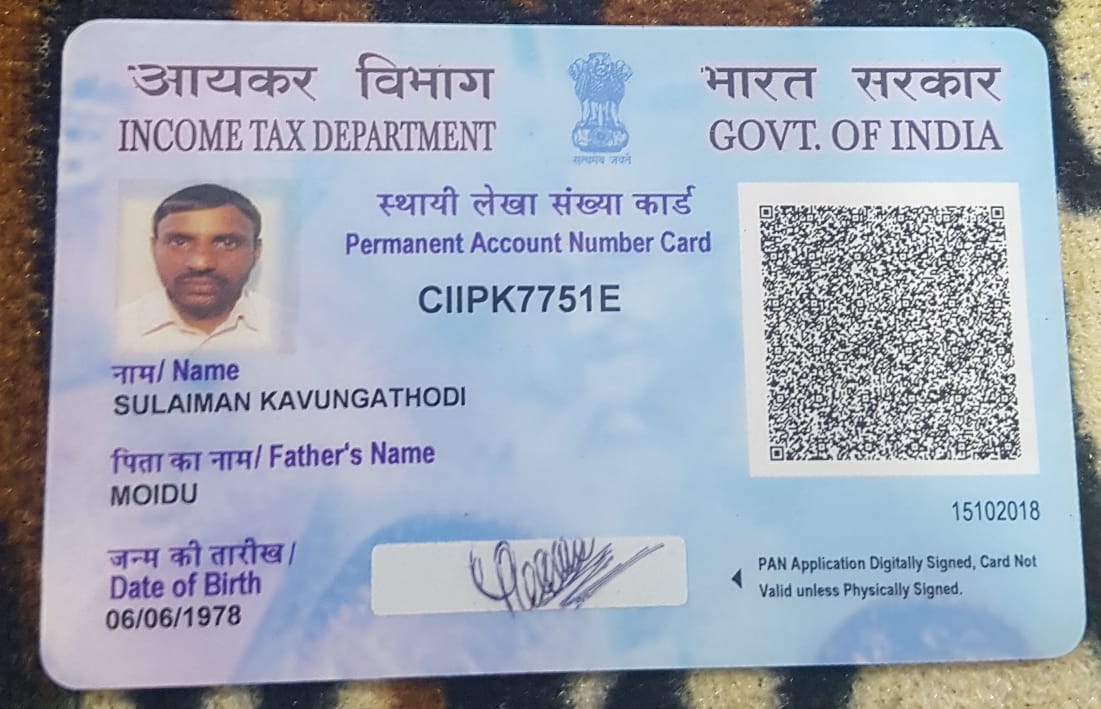 आयकर विभाग
INCOME TAX DEPARTMENT
सत्यमेव जयते
भारत सरकार
GOVT. OF INDIA
स्थायी लेखा संख्या कार्ड
Permanent Account Number Card
CIIPK7751E
नाम/ Name
SULAIMAN KAVUNGATHODI
पिता का नाम/ Father's Name
MOIDU
जन्म की तारीख/
Date of Birth
06/06/1978
15102018
PAN Application Digitally Signed, Card Not
Valid unless Physically Signed.